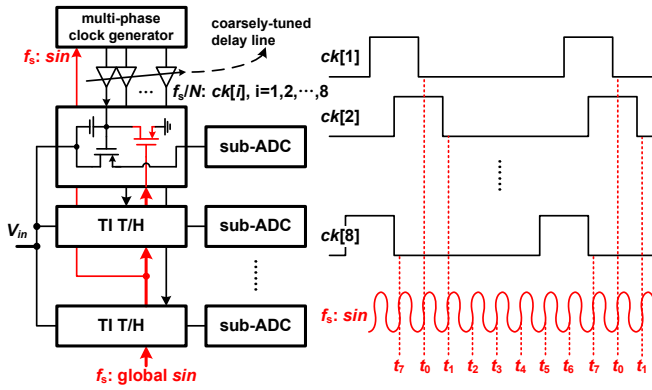 multi-phase
clock generator
coarsely-tuned
delay line
fs: sin
...
fs/N: ck[i], i=1,2,⋯,8
sub-ADC
Vin
TI T/H
sub-ADC
......
TI T/H
sub-ADC
fs: global sin
ck[1]
ck[2]
......
ck[8]
fs: sin
t7 t0 t1 t2 t3 t4 t5 t6 t7 t0 t1